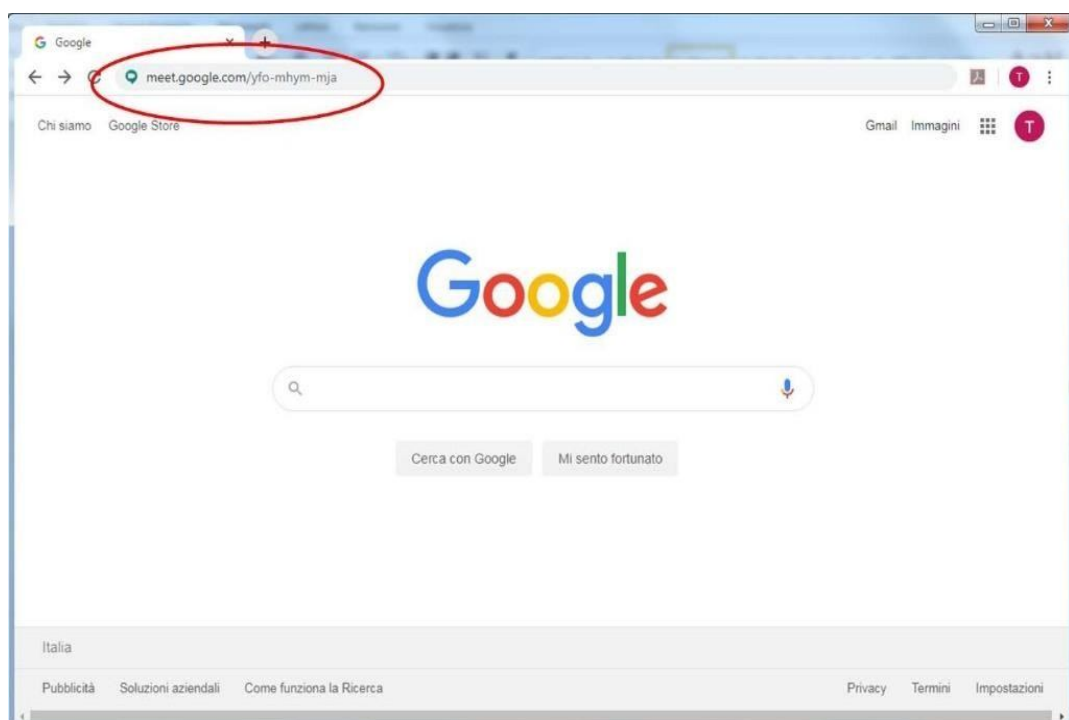 Google
meet.google.com/yfo-mhym-mja
T
Chi siamo Google Store Gmail Immagini T
Google
Cerca con Google Mi sento fortunato
Italia
Pubblicità Soluzioni aziendali Come funziona la Ricerca Privacy Termini Impostazioni